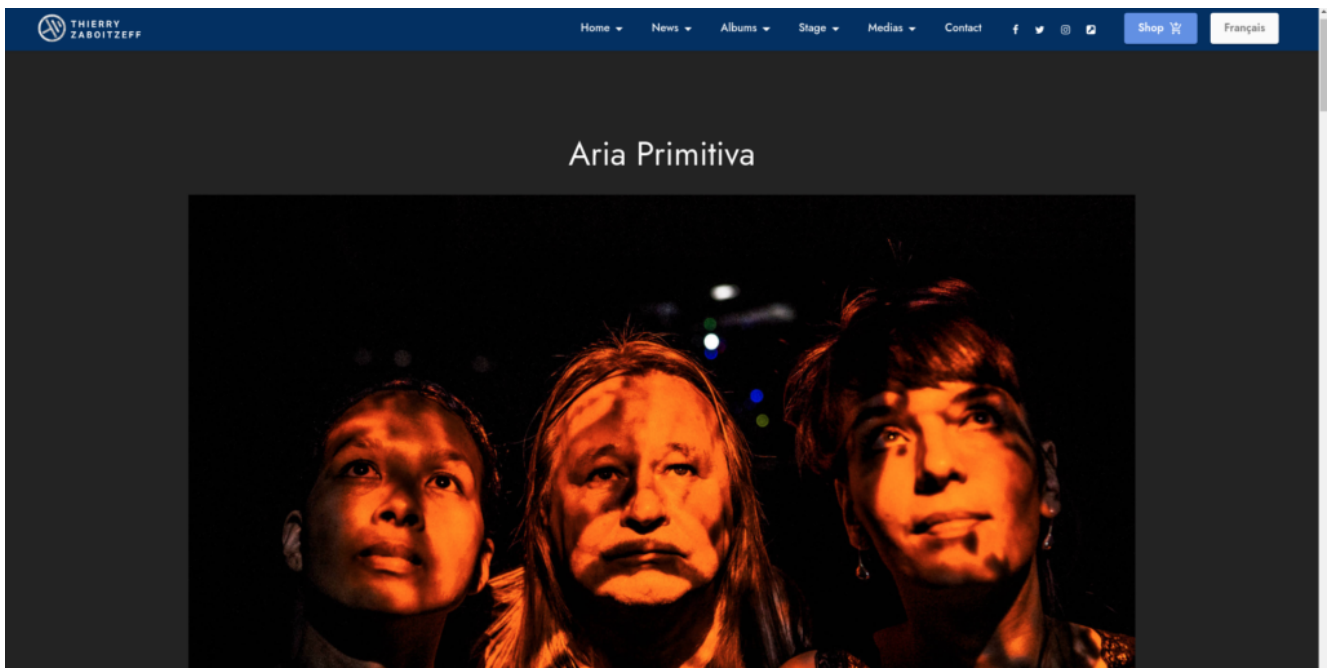 THIERRY
ZABOITZEFF
Home News Albums Stage Medias Contact Shop Français
Aria Primitiva